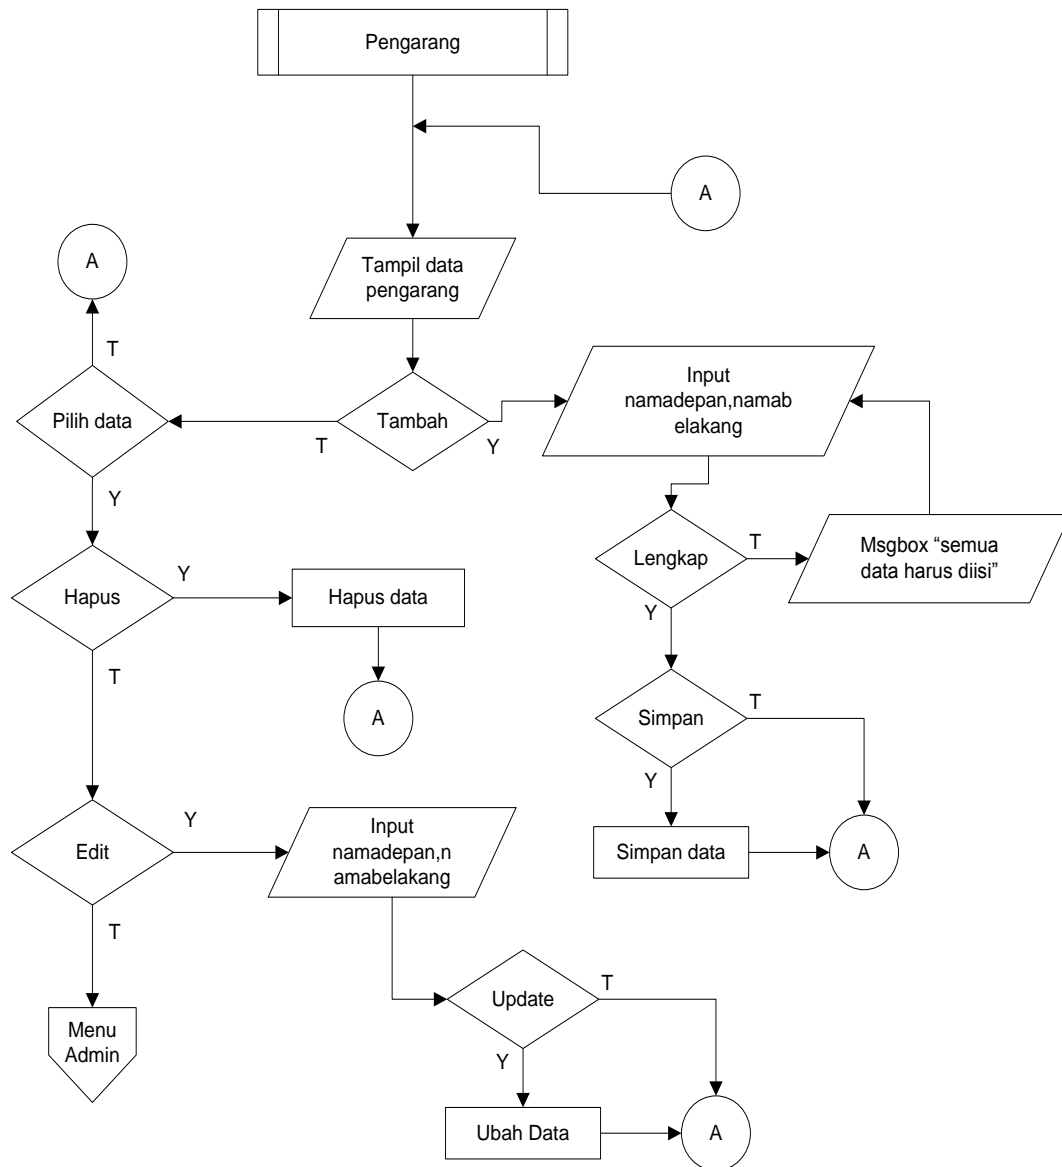 Pengarang
A
Tampil data
pengarang
A
T
Pilih data
T
Tambah
Y
Input
namadepan,namab
elakang
Y
Lengkap
T
Msgbox “semua
data harus diisi”
Y
Hapus
Y
Hapus data
T
A
Simpan
T
Y
Simpan data
A
Edit
Y
Input
namadepan,n
amabelakang
T
Update
T
Y
Menu
Admin
Ubah Data
A